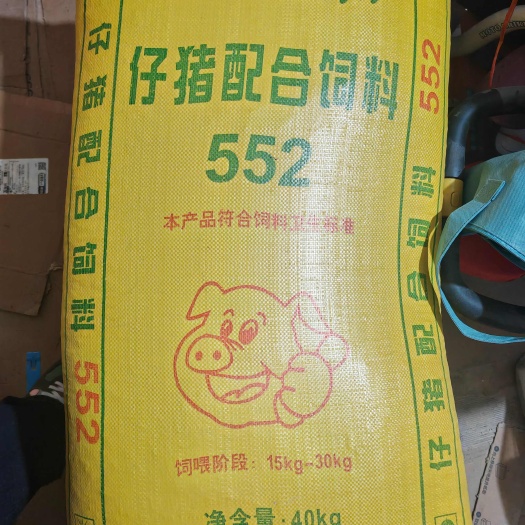 仔猪配合饲料
552
本产品符合饲料卫生标准
饲喂阶段：15kg-30kg
净含量：40kg
仔猪配合饲料 552
仔猪配合饲料 552